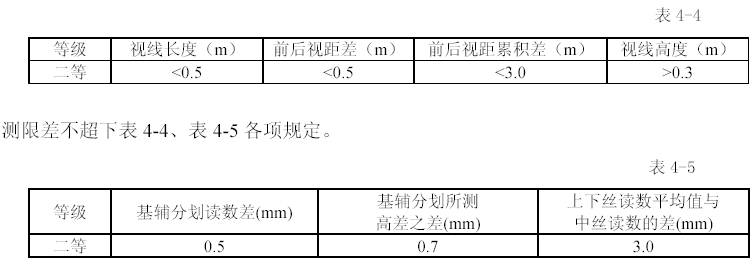 表 4-4
等级 视线长度（m） 前后视距差（m） 前后视距累积差（m） 视线高度（m）
二等 <0.5 <0.5 <3.0 >0.3
测限差不超下表 4-4、表 4-5 各项规定。
表 4-5
等级 基辅分划读数差(mm) 基辅分划所测高差之差(mm) 上下丝读数平均值与中丝读数的差(mm)
二等 0.5 0.7 3.0